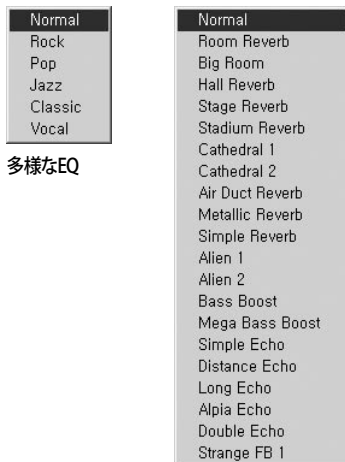 Normal
Rock
Pop
Jazz
Classic
Vocal
多様なEQ
Normal
Room Reverb
Big Room
Hall Reverb
Stage Reverb
Stadium Reverb
Cathedral 1
Cathedral 2
Air Duct Reverb
Metallic Reverb
Simple Reverb
Alien 1
Alien 2
Bass Boost
Mega Bass Boost
Simple Echo
Distance Echo
Long Echo
Alpia Echo
Double Echo
Strange FB 1